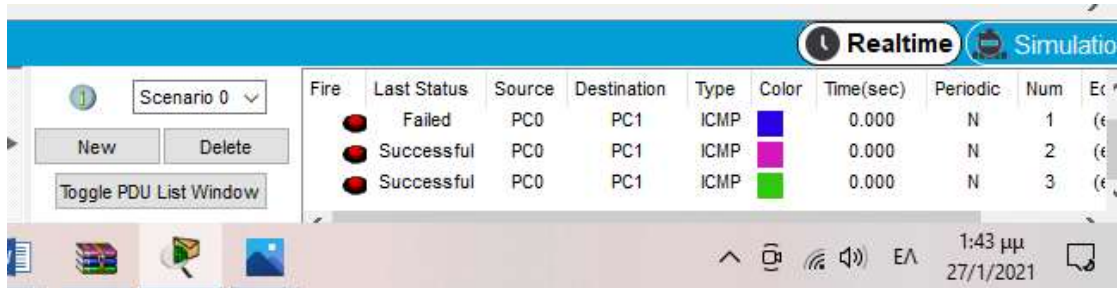 Realtime Simulatio
Scenario 0
New Delete
Toggle PDU List Window
Fire Last Status Source Destination Type Color Time(sec) Periodic Num
Failed PC0 PC1 ICMP 0.000 N 1
Successful PC0 PC1 ICMP 0.000 N 2
Successful PC0 PC1 ICMP 0.000 N 3
ΕΛ
1:43 μμ
27/1/2021